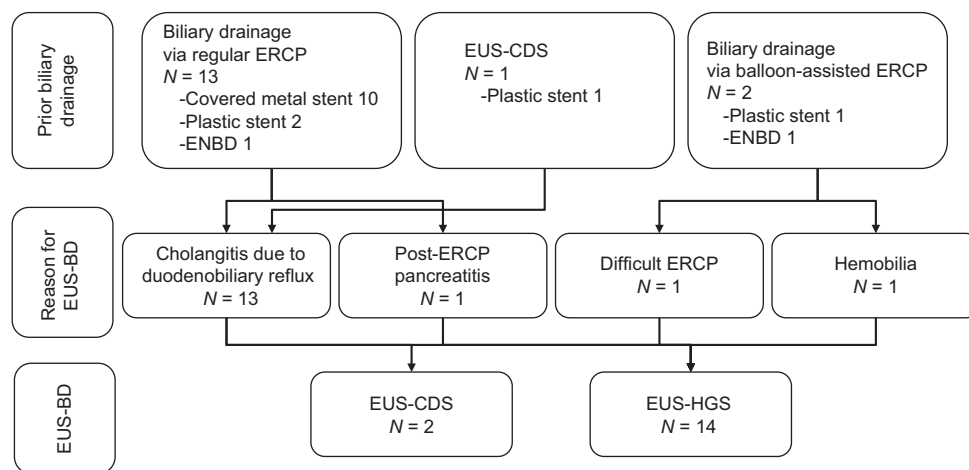 Prior biliary
drainage
Biliary drainage
via regular ERCP
N = 13
-Covered metal stent 10
-Plastic stent 2
-ENBD 1
EUS-CDS
N = 1
-Plastic stent 1
Biliary drainage
via balloon-assisted ERCP
N = 2
-Plastic stent 1
-ENBD 1
Reason for
EUS-BD
Cholangitis due to
duodenobiliary reflux
N = 13
Post-ERCP
pancreatitis
N = 1
Difficult ERCP
N = 1
Hemobilia
N = 1
EUS-BD
EUS-CDS
N = 2
EUS-HGS
N = 14